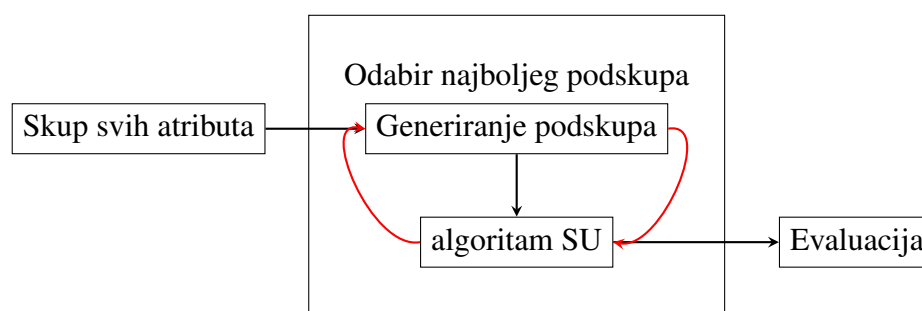 Odabir najboljeg podskupa
Skup svih atributa
Generiranje podskupa
algoritam SU
Evaluacija